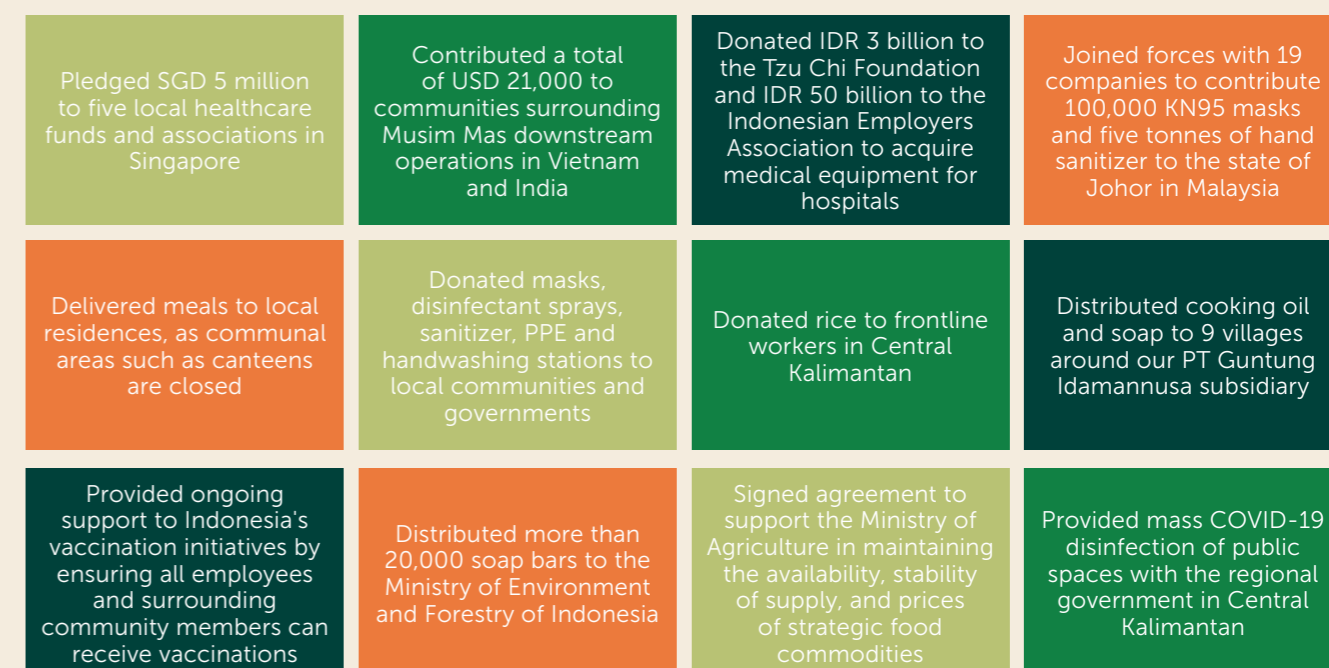 Pledged SGD 5 million
to five local healthcare
funds and associations in
Singapore
Contributed a total
of USD 21,000 to
communities surrounding
Musim Mas downstream
operations in Vietnam
and India
Donated IDR 3 billion to
the Tzu Chi Foundation
and IDR 50 billion to the
Indonesian Employers
Association to acquire
medical equipment for
hospitals
Joined forces with 19
companies to contribute
100,000 KN95 masks
and five tonnes of hand
sanitizer to the state of
Johor in Malaysia
Delivered meals to local
residences, as communal
areas such as canteens
are closed
Donated masks,
disinfectant sprays,
sanitizer, PPE and
handwashing stations to
local communities and
governments
Donated rice to frontline
workers in Central
Kalimantan
Distributed cooking oil
and soap to 9 villages
around our PT Guntung
Idamannusa subsidiary
Provided ongoing
support to Indonesia's
vaccination initiatives by
ensuring all employees
and surrounding
community members can
receive vaccinations
Distributed more than
20,000 soap bars to the
Ministry of Environment
and Forestry of Indonesia
Signed agreement to
support the Ministry of
Agriculture in maintaining
the availability, stability
of supply, and prices
of strategic food
commodities
Provided mass COVID-19
disinfection of public
spaces with the regional
government in Central
Kalimantan